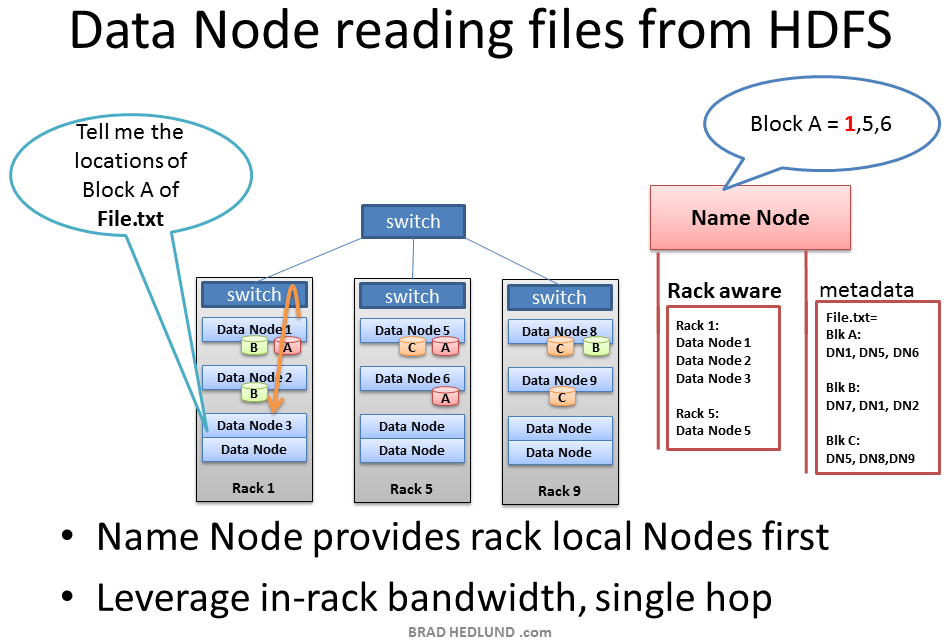 Data Node reading files from HDFS
Tell me the
locations of
Block A of
File.txt
Block A = 1,5,6
Name Node
switch
switch
Data Node 1
B
A
Data Node 2
B
Data Node 3
Data Node
Rack 1
switch
Data Node 5
C
A
Data Node 6
A
Data Node
Data Node
Rack 5
switch
Data Node 8
C
B
Data Node 9
C
Data Node
Data Node
Rack 9
Rack aware
Rack 1:
Data Node 1
Data Node 2
Data Node 3
Rack 5:
Data Node 5
metadata
File.txt=
Blk A:
DN1, DN5, DN6
Blk B:
DN7, DN1, DN2
Blk C:
DN5, DN8,DN9
• Name Node provides rack local Nodes first
• Leverage in-rack bandwidth, single hop
BRAD HEDLUND .com